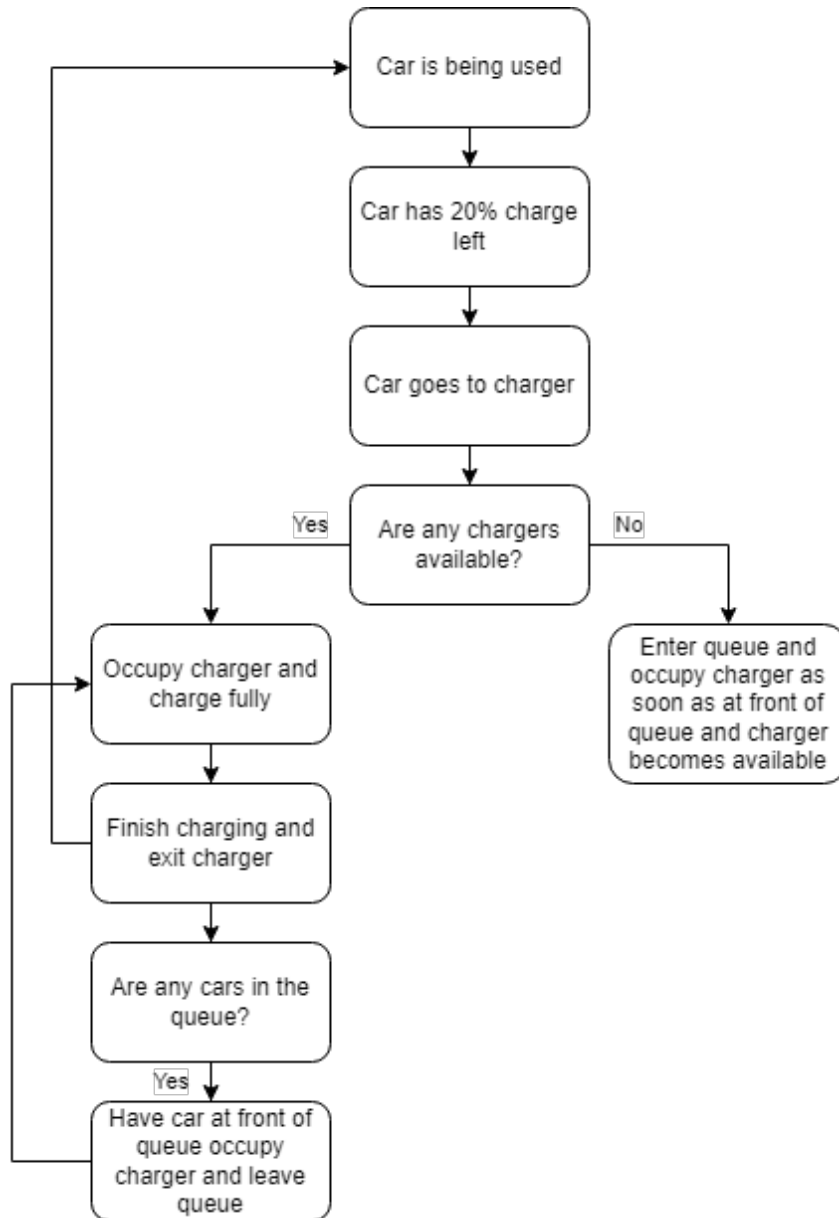 Car is being used
Car has 20% charge
left
Car goes to charger
Are any chargers
available?
Yes
No
Occupy charger and
charge fully
Enter queue and
occupy charger as
soon as at front of
queue and charger
becomes available
Finish charging and
exit charger
Are any cars in the
queue?
Yes
Have car at front of
queue occupy
charger and leave
queue